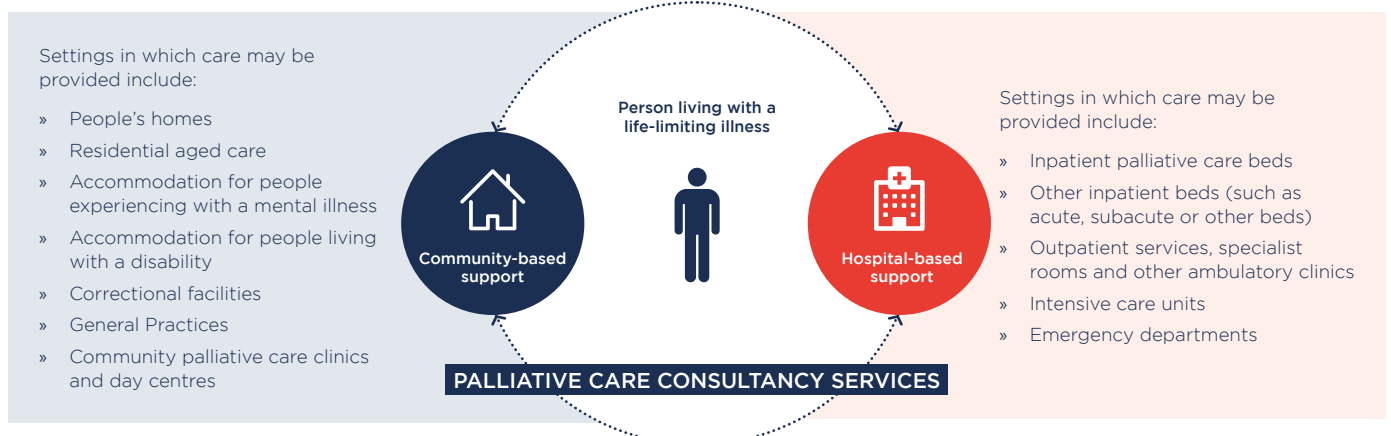 Settings in which care may be
provided include:
» People’s homes
» Residential aged care
» Accommodation for people
experiencing with a mental illness
» Accommodation for people living
with a disability
» Correctional facilities
» General Practices
» Community palliative care clinics
and day centres
Community-based
support
Person living with a
life-limiting illness
Hospital-based
support
PALLIATIVE CARE CONSULTANCY SERVICES
Settings in which care may be
provided include:
» Inpatient palliative care beds
» Other inpatient beds (such as
acute, subacute or other beds)
» Outpatient services, specialist
rooms and other ambulatory clinics
» Intensive care units
» Emergency departments